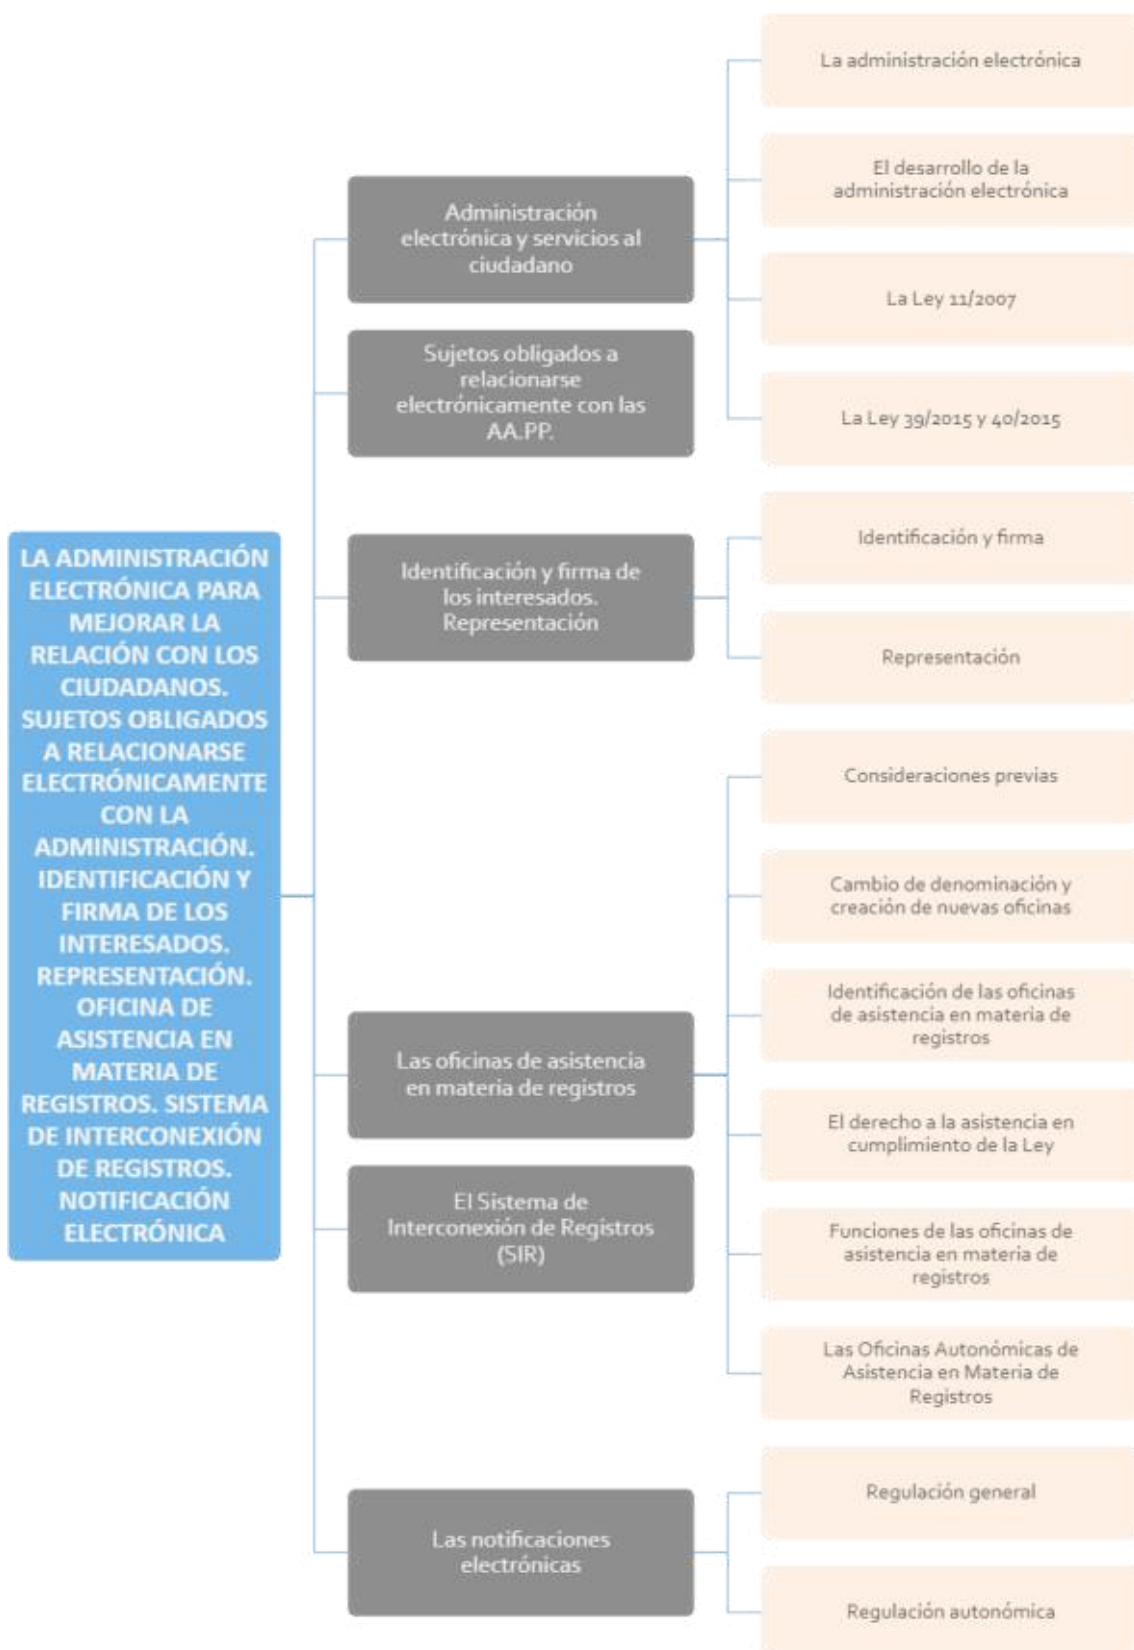 LA ADMINISTRACIÓN
ELECTRÓNICA PARA
MEJORAR LA
RELACIÓN CON LOS
CIUDADANOS.
SUJETOS OBLIGADOS
A RELACIONARSE
ELECTRÓNICAMENTE
CON LA
ADMINISTRACIÓN.
IDENTIFICACIÓN Y
FIRMA DE LOS
INTERESADOS.
REPRESENTACIÓN.
OFICINA DE
ASISTENCIA EN
MATERIA DE
REGISTROS. SISTEMA
DE INTERCONEXIÓN
DE REGISTROS.
NOTIFICACIÓN
ELECTRÓNICA
Administración
electrónica y servicios al
ciudadano
La administración electrónica
El desarrollo de la
administración electrónica
La Ley 11/2007
La Ley 39/2015 y 40/2015
Sujetos obligados a
relacionarse
electrónicamente con las
AA.PP.
Identificación y firma de
los interesados.
Representación
Identificación y firma
Representación
Las oficinas de asistencia
en materia de registros
Consideraciones previas
Cambio de denominación y
creación de nuevas oficinas
Identificación de las oficinas
de asistencia en materia de
registros
El derecho a la asistencia en
cumplimiento de la Ley
Funciones de las oficinas de
asistencia en materia de
registros
Las Oficinas Autonómicas de
Asistencia en Materia de
Registros
El Sistema de
Interconexión de Registros
(SIR)
Las notificaciones
electrónicas
Regulación general
Regulación autonómica